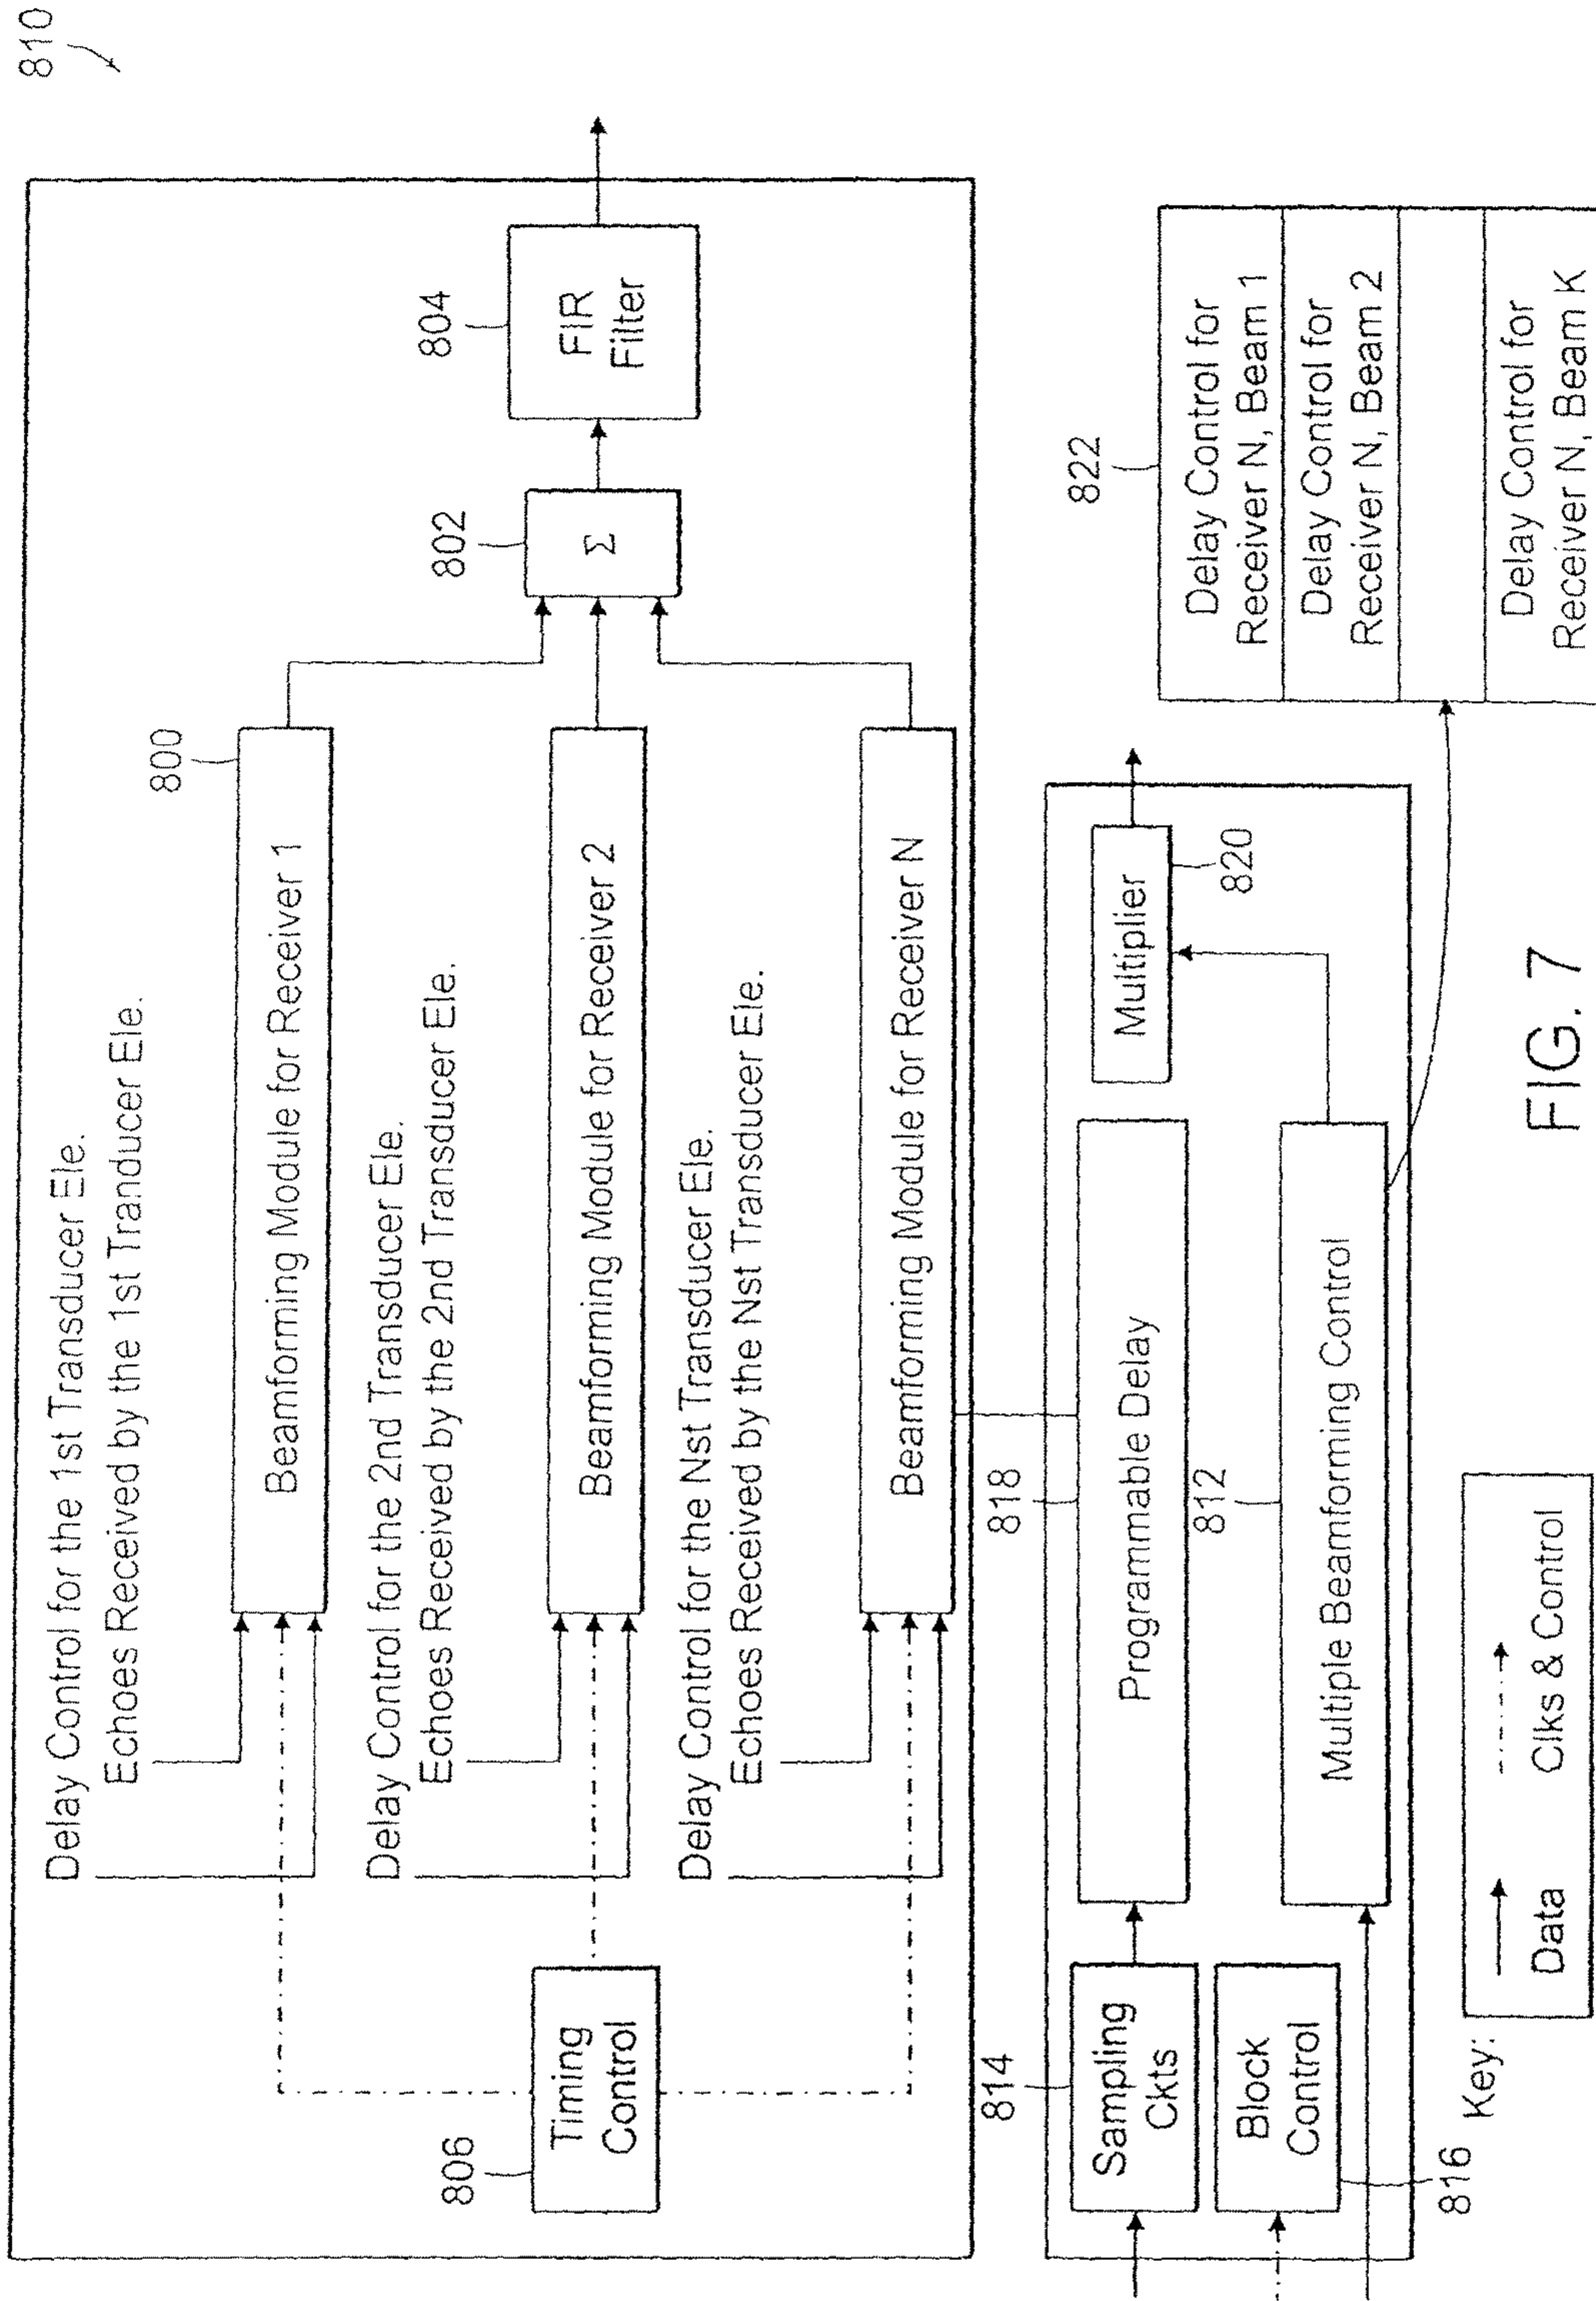 810
Delay Control for the 1st Transducer Ele.
Echoes Received by the 1st Tranducer Ele.
800
Beamforming Module for Receiver 1
Delay Control for the 2nd Transducer Ele.
Echoes Received by the 2nd Transducer Ele.
806
Timing
Control
Beamforming Module for Receiver 2
802
Σ
804
FIR
Filter
Delay Control for the Nst Transducer Ele.
Echoes Received by the Nst Transducer Ele.
Beamforming Module for Receiver N
814
Sampling
Ckts
818
Programmable Delay
Multiplier
820
816
Block
Control
812
Multiple Beamforming Control
822
Delay Control for
Receiver N, Beam 1
Delay Control for
Receiver N, Beam 2
Delay Control for
Receiver N, Beam K
Key:
Data
Clks & Control
FIG. 7